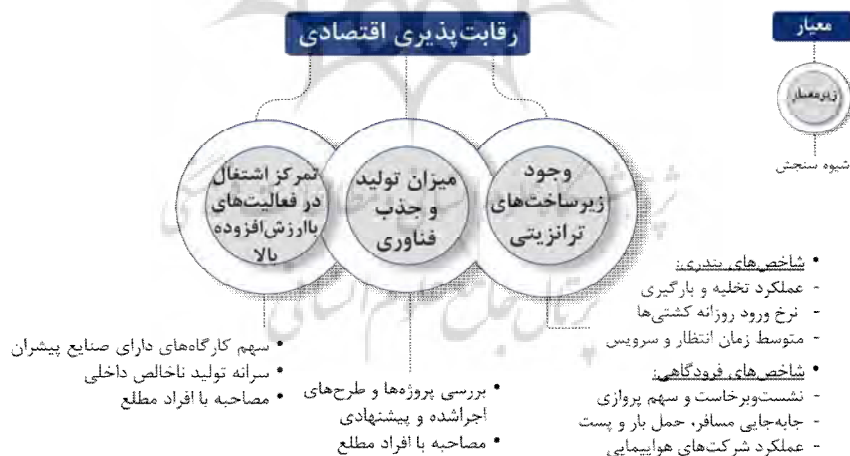 رقابت‌پذیری اقتصادی
معیار
زیرمعیار
شیوه سنجش
وجود
زیرساخت‌های
ترانزیتی
میزان تولید
و جذب
فناوری
تمرکز اشتغال
در فعالیت‌های
باارزش‌افزوده
بالا
• شاخص‌های بندری:
- عملکرد تخلیه و بارگیری
- نرخ ورود روزانه کشتی‌ها
- متوسط زمان انتظار و سرویس
• شاخص‌های فرودگاهی:
- نشست‌وبرخاست و سهم پروازی
- جابه‌جایی مسافر، حمل بار و پست
- عملکرد شرکت‌های هواپیمایی
• بررسی پروژه‌ها و طرح‌های
اجراشده و پیشنهادی
• مصاحبه با افراد مطلع
• سهم کارگاه‌های دارای صنایع پیشران
• سرانه تولید ناخالص داخلی
• مصاحبه با افراد مطلع
پرتال جامع علوم انسانی